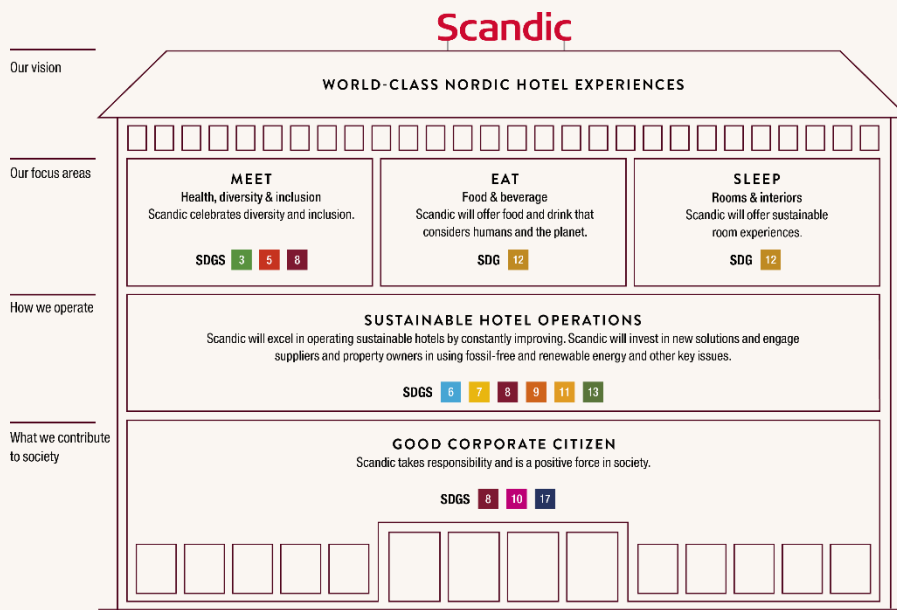 Scandic
Our vision
WORLD-CLASS NORDIC HOTEL EXPERIENCES
Our focus areas
MEET
Health, diversity & inclusion
Scandic celebrates diversity and inclusion.
SDGS 3 5 8
EAT
Food & beverage
Scandic will offer food and drink that
considers humans and the planet.
SDG 12
SLEEP
Rooms & interiors
Scandic will offer sustainable
room experiences.
SDG 12
How we operate
SUSTAINABLE HOTEL OPERATIONS
Scandic will excel in operating sustainable hotels by constantly improving. Scandic will invest in new solutions and engage
suppliers and property owners in using fossil-free and renewable energy and other key issues.
SDGS 6 7 8 9 11 13
What we contribute
to society
GOOD CORPORATE CITIZEN
Scandic takes responsibility and is a positive force in society.
SDGS 8 10 17